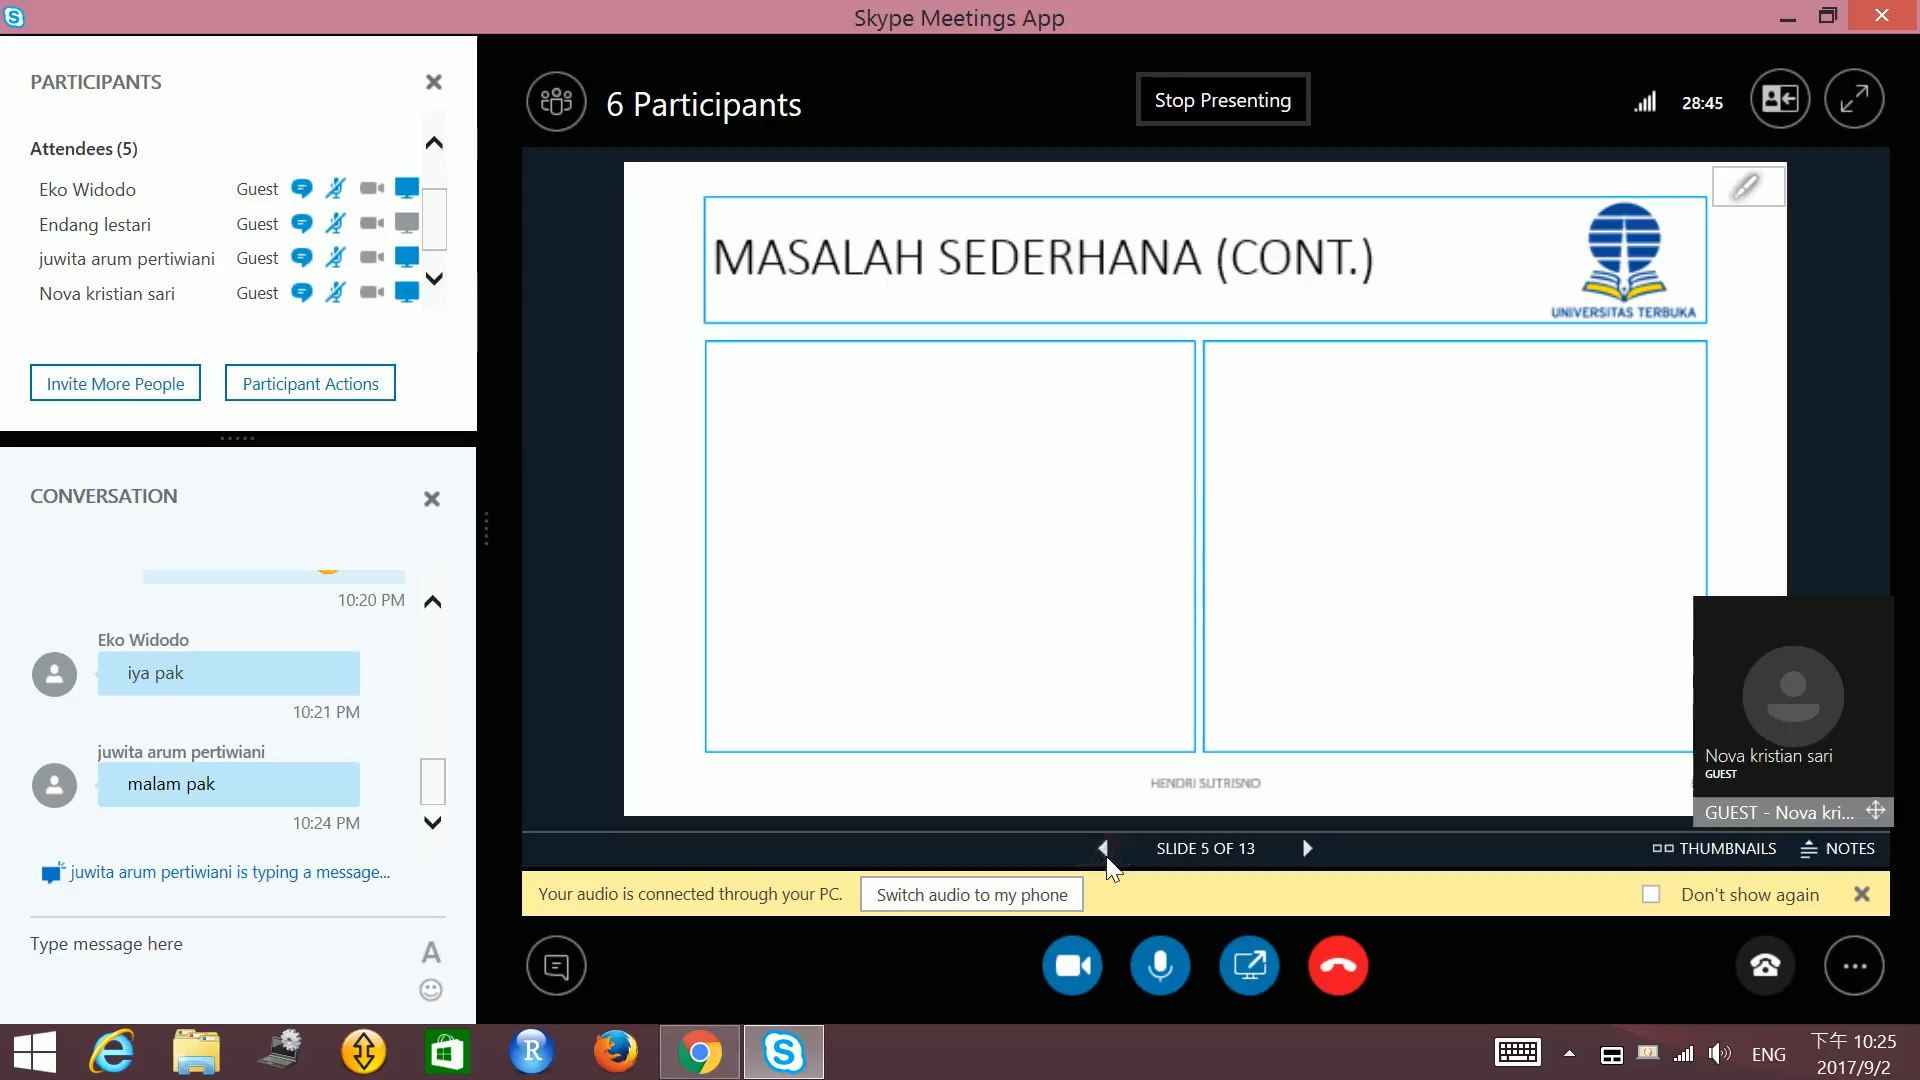 Skype Meetings App
PARTICIPANTS
Attendees (5)
Eko Widodo Guest
Endang lestari Guest
juwita arum pertiwiani Guest
Nova kristian sari Guest
Invite More People
Participant Actions
CONVERSATION
10:20 PM
Eko Widodo
iya pak
10:21 PM
juwita arum pertiwiani
malam pak
10:24 PM
juwita arum pertiwiani is typing a message...
Type message here
A
6 Participants
Stop Presenting
28:45
MASALAH SEDERHANA (CONT.)
UNIVERSITAS TERBUKA
HENDRI SUTRISNO
Nova kristian sari
GUEST
GUEST - Nova kri...
SLIDE 5 OF 13
THUMBNAILS
NOTES
Your audio is connected through your PC.
Switch audio to my phone
Don't show again
R
S
ENG
下午 10:25
2017/9/2